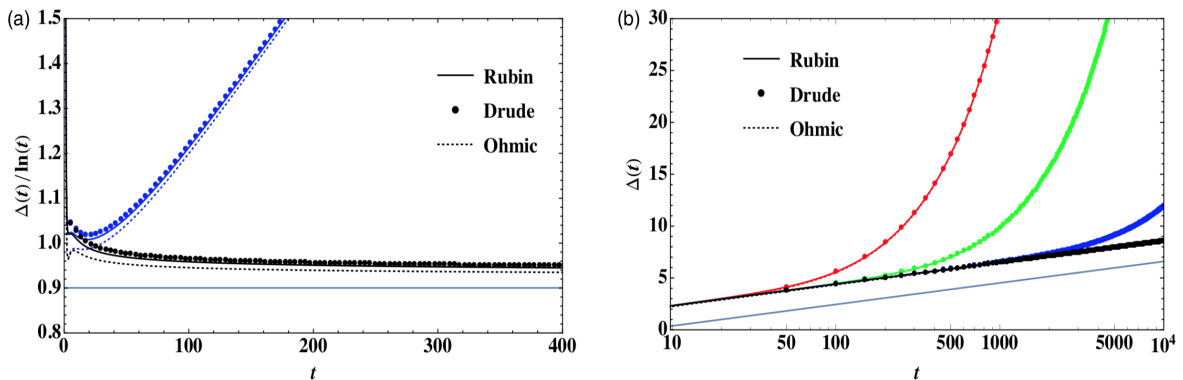 (a)
Δ(t) / ln(t)
1.5
1.4
1.3
1.2
1.1
1.0
0.9
0.8
0
100
200
300
400
t
Rubin
Drude
Ohmic
(b)
Δ(t)
30
25
20
15
10
5
0
10
50
100
500
1000
5000
10⁴
t
Rubin
Drude
Ohmic